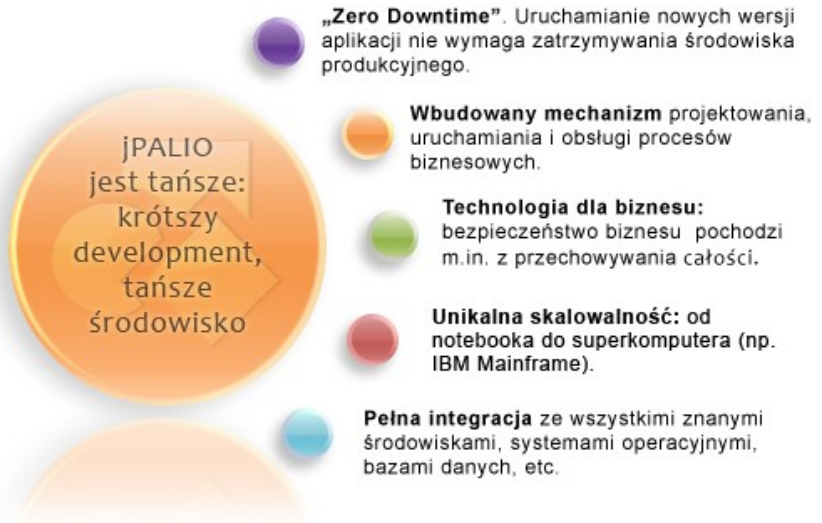 „Zero Downtime”. Uruchamianie nowych wersji
aplikacji nie wymaga zatrzymywania środowiska
produkcyjnego.
Wbudowany mechanizm projektowania,
uruchamiania i obsługi procesów
biznesowych.
jPALIO
jest tańsze:
krótszy
development,
tańsze
środowisko
Technologia dla biznesu:
bezpieczeństwo biznesu pochodzi
m.in. z przechowywania całości.
Unikalna skalowalność: od
notebooka do superkomputera (np.
IBM Mainframe).
Pełna integracja ze wszystkimi znanymi
środowiskami, systemami operacyjnymi,
bazami danych, etc.